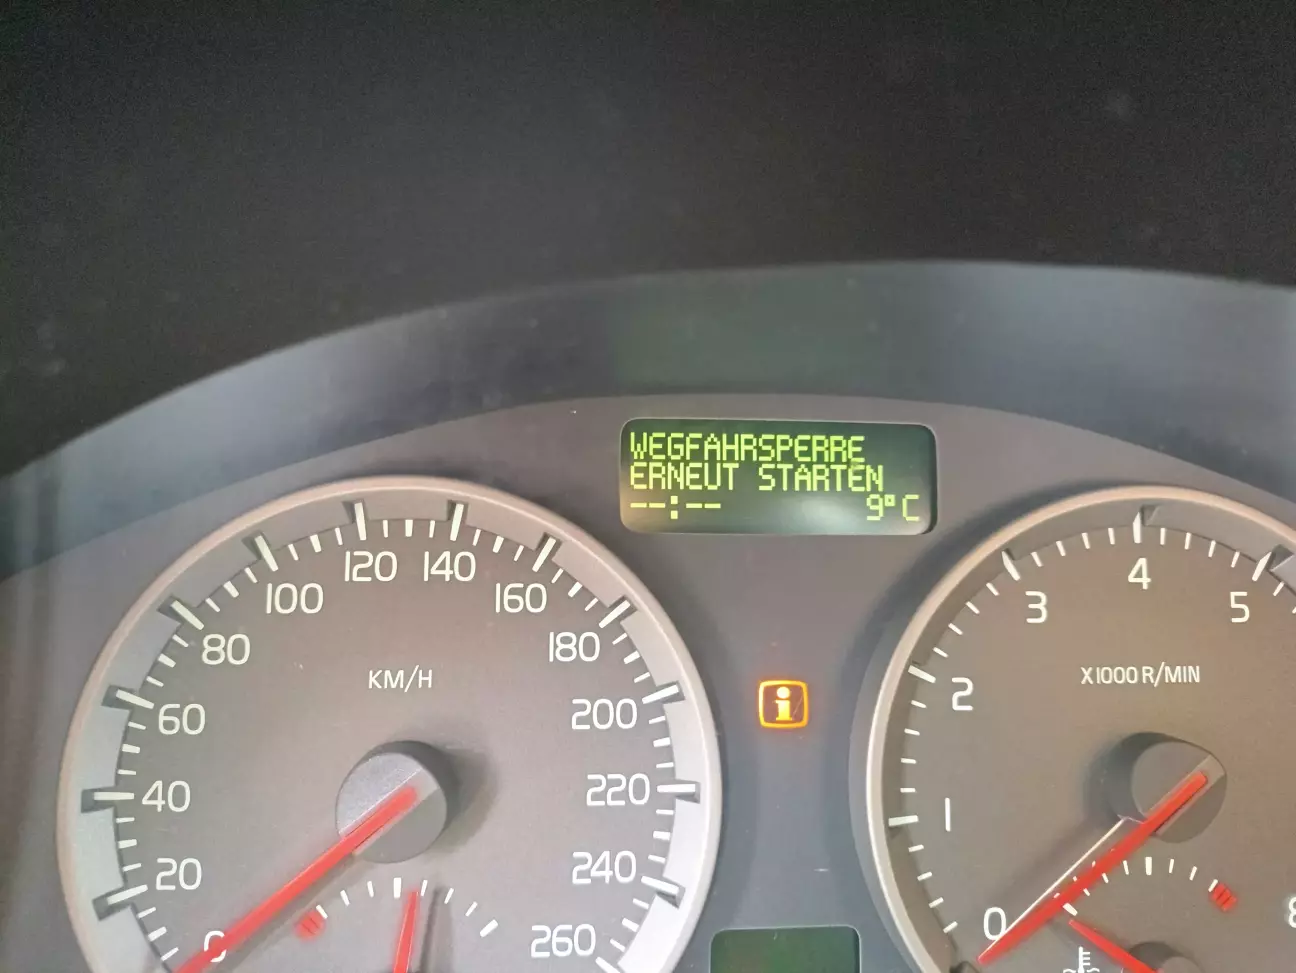 WEGFAHRSPERRE
ERNEUT STARTEN
--:-- 9°C
120 140
100 160
80 180
KM/H
60 200
40 220
20 240
0 260
i
4
3 5
X1000 R/MIN
2
1
0 8